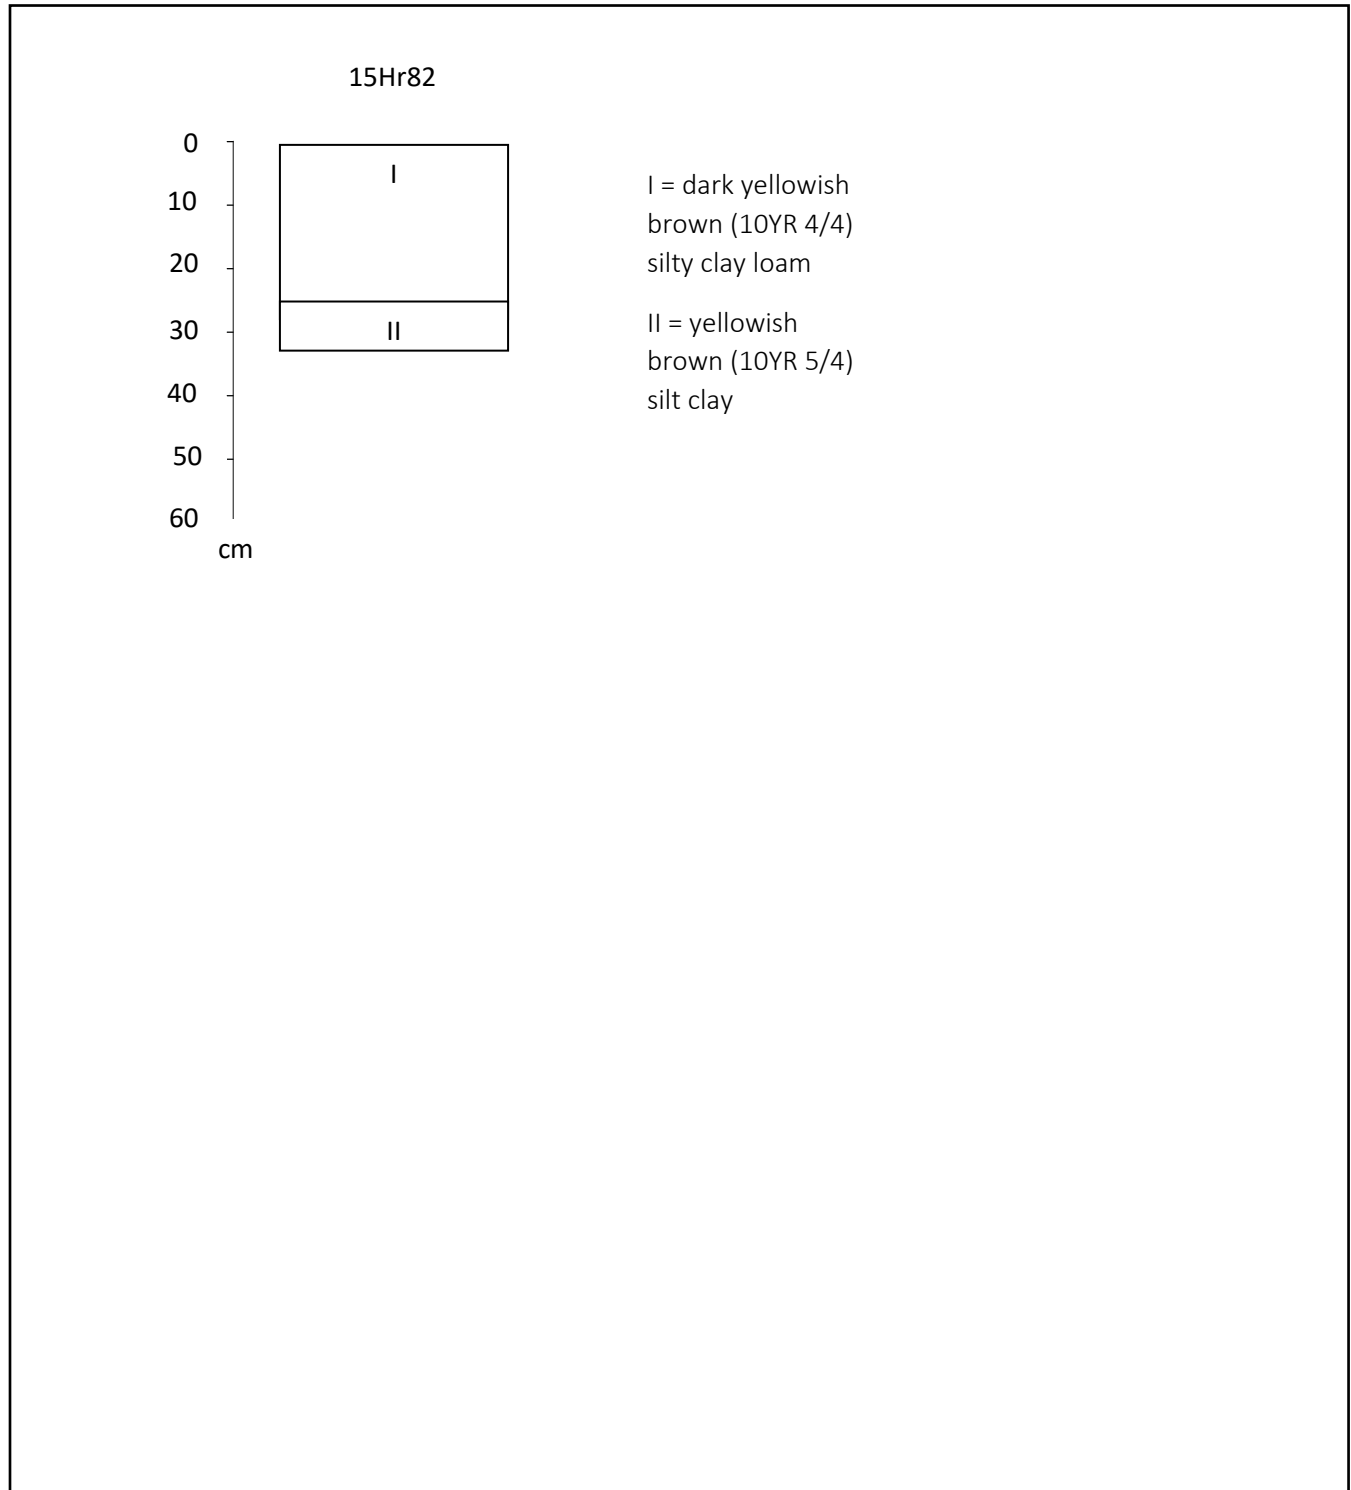 15Hr82
0
10
20
30
40
50
60
cm
I
II
I = dark yellowish
brown (10YR 4/4)
silty clay loam
II = yellowish
brown (10YR 5/4)
silt clay